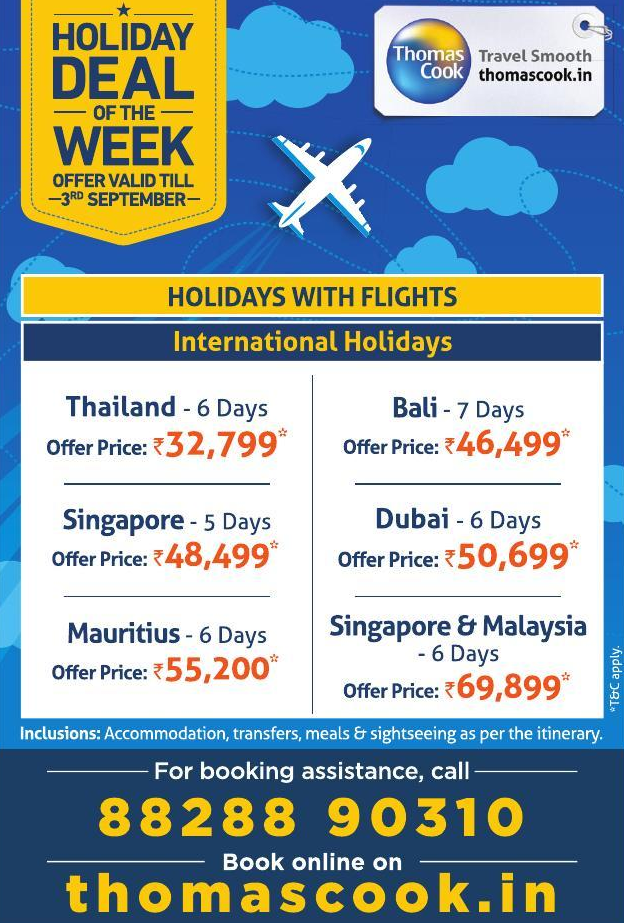 HOLIDAY
DEAL
OF THE
WEEK
OFFER VALID TILL
3RD SEPTEMBER
Thomas
Cook
Travel Smooth
thomascook.in
HOLIDAYS WITH FLIGHTS
International Holidays
Thailand - 6 Days
Offer Price: ₹32,799*
Bali - 7 Days
Offer Price: ₹46,499*
Singapore - 5 Days
Offer Price: ₹48,499*
Dubai - 6 Days
Offer Price: ₹50,699*
Mauritius - 6 Days
Offer Price: ₹55,200*
Singapore & Malaysia
- 6 Days
Offer Price: ₹69,899*
*T&C apply.
Inclusions: Accommodation, transfers, meals & sightseeing as per the itinerary.
For booking assistance, call
88288 90310
Book online on
thomascook.in